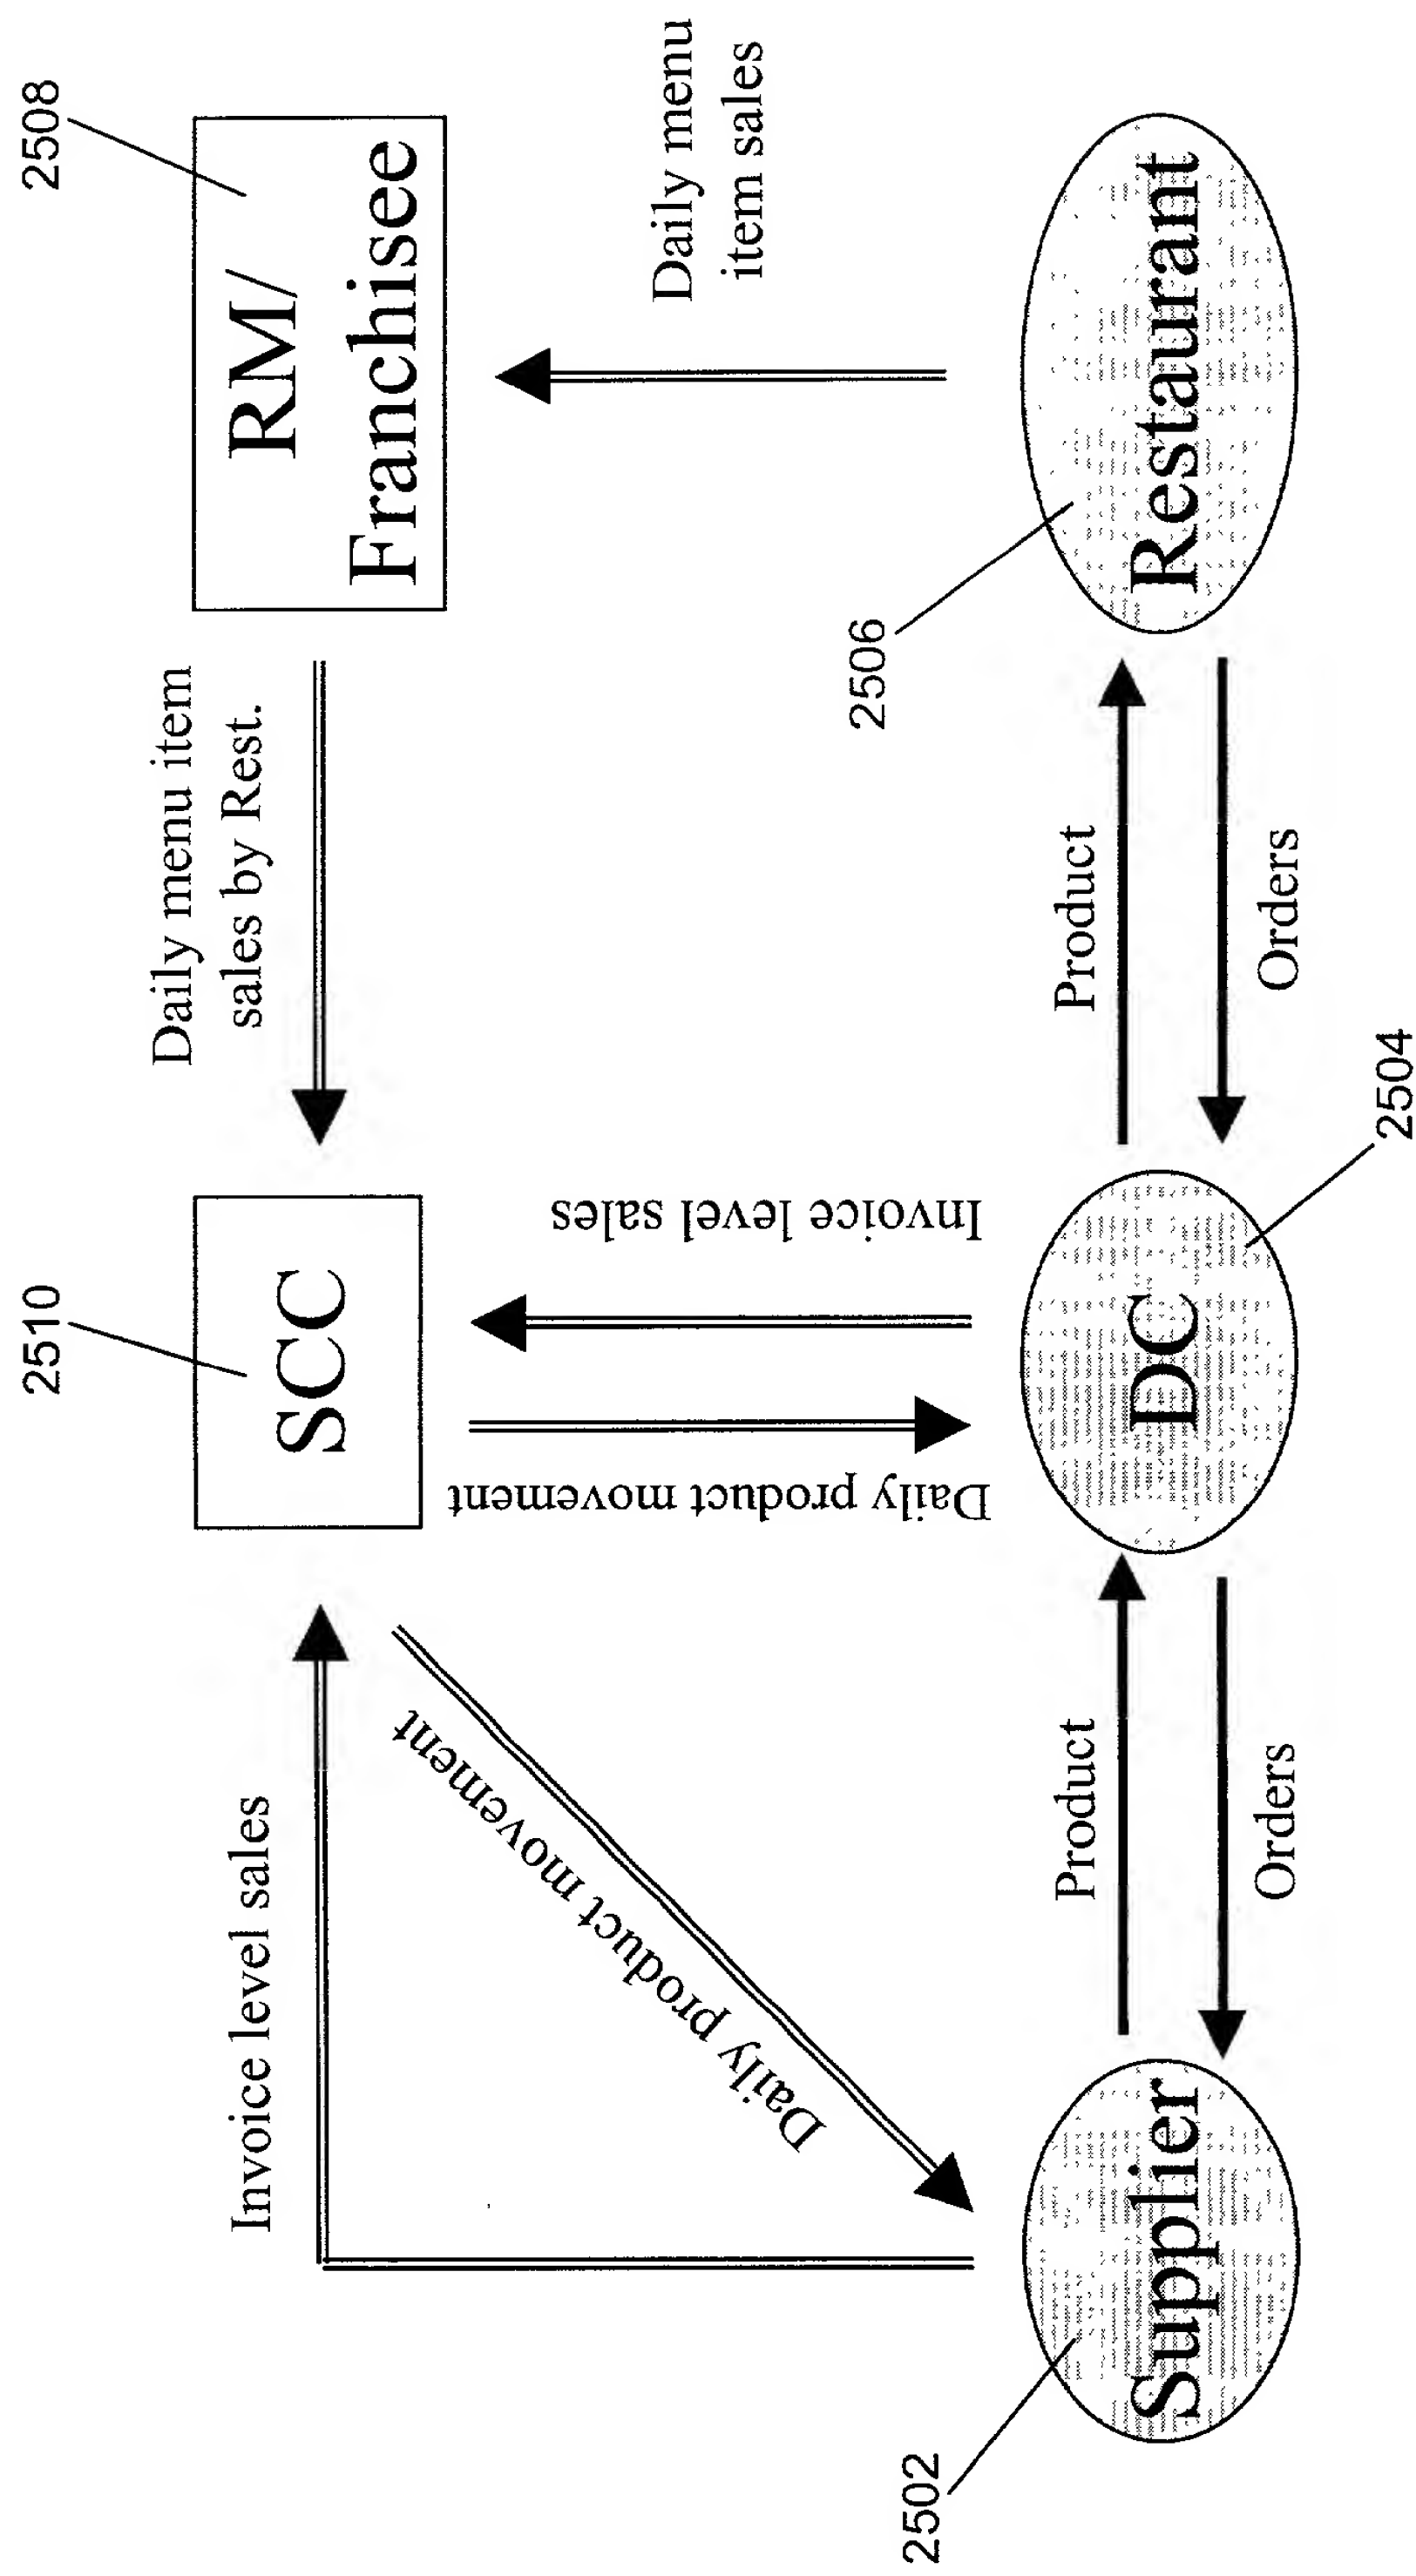 2510
2508
SCC
RM/
Franchisee
Daily menu item
sales by Rest.
Invoice level sales
Daily product movement
Daily product movement
Invoice level sales
Daily menu
item sales
2502
Supplier
Product
Orders
DC
2504
Product
Orders
2506
Restaurant